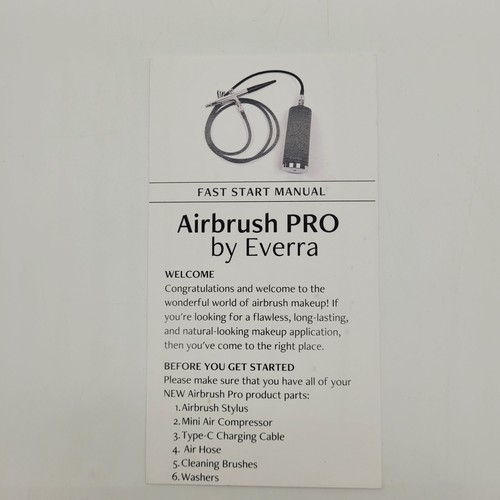 FAST START MANUAL
Airbrush PRO
by Everra
WELCOME
Congratulations and welcome to the
wonderful world of airbrush makeup! If
you're looking for a flawless, long-lasting,
and natural-looking makeup application,
then you've come to the right place.
BEFORE YOU GET STARTED
Please make sure that you have all of your
NEW Airbrush Pro product parts:
1. Airbrush Stylus
2. Mini Air Compressor
3. Type-C Charging Cable
4. Air Hose
5. Cleaning Brushes
6. Washers